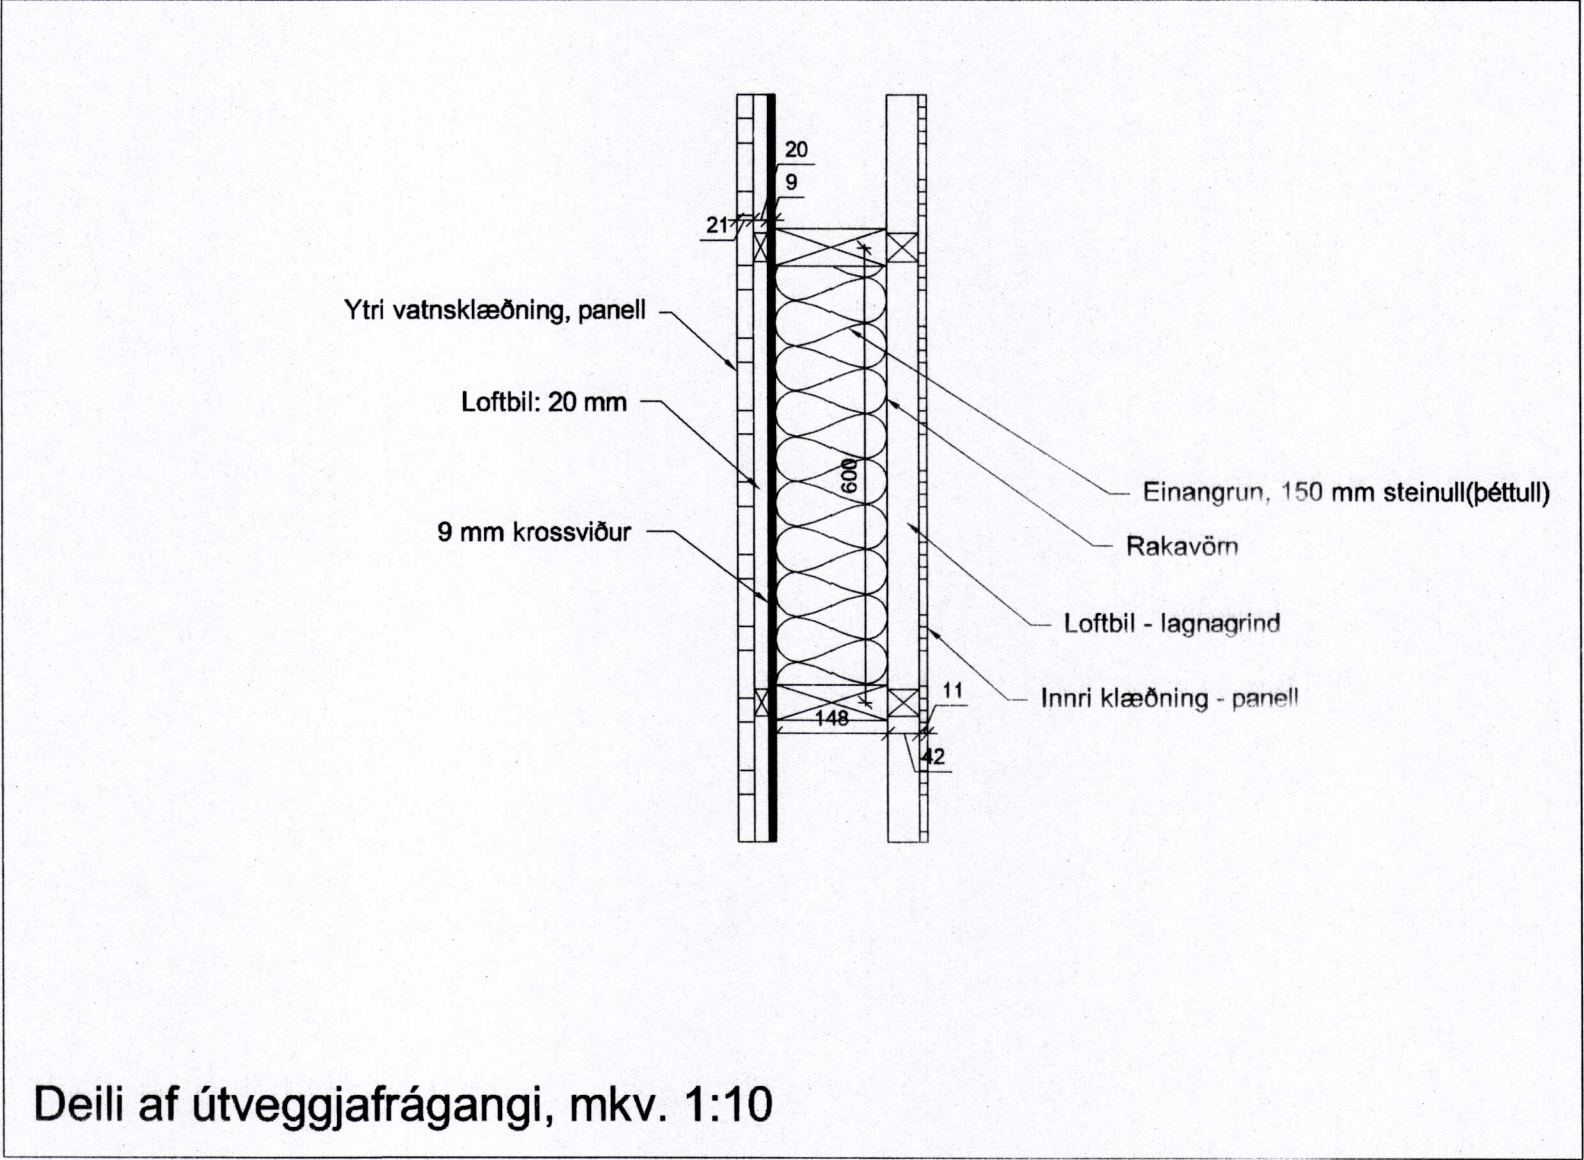 20
9
21
Ytri vatnsklæðning, panell
Loftbil: 20 mm
9 mm krossviður
600
Einangrun, 150 mm steinull(þéttull)
Rakavörn
Loftbil - lagnagrind
Innri klæðning - panell
11
148
42
Deili af útveggjafrágangi, mkv. 1:10